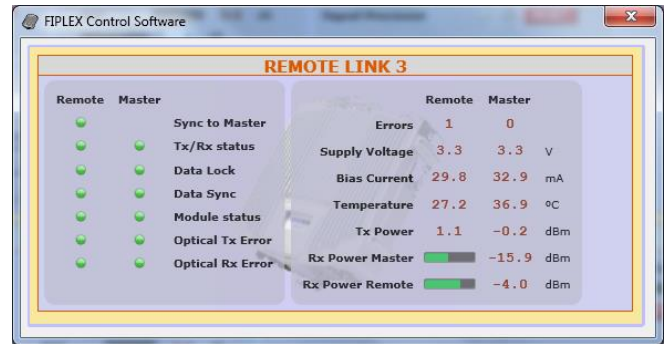 FIPLEX Control Software
REMOTE LINK 3
Remote Master
Sync to Master
Tx/Rx status
Data Lock
Data Sync
Module status
Optical Tx Error
Optical Rx Error
Remote Master
Errors 1 0
Supply Voltage 3.3 3.3 V
Bias Current 29.8 32.9 mA
Temperature 27.2 36.9 ºC
Tx Power 1.1 -0.2 dBm
Rx Power Master -15.9 dBm
Rx Power Remote -4.0 dBm